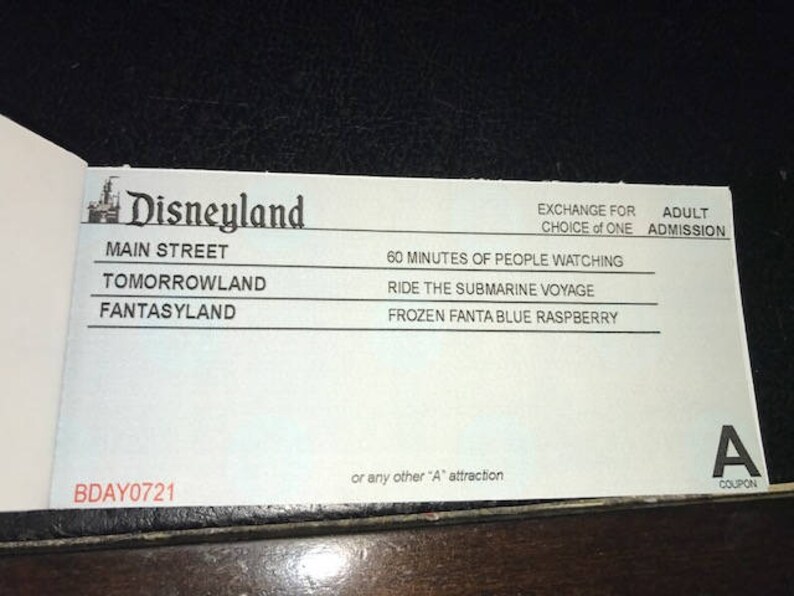 Disneyland
EXCHANGE FOR ADULT
CHOICE of ONE ADMISSION
MAIN STREET 60 MINUTES OF PEOPLE WATCHING
TOMORROWLAND RIDE THE SUBMARINE VOYAGE
FANTASYLAND FROZEN FANTA BLUE RASPBERRY
or any other "A" attraction
A
COUPON
BDAY0721